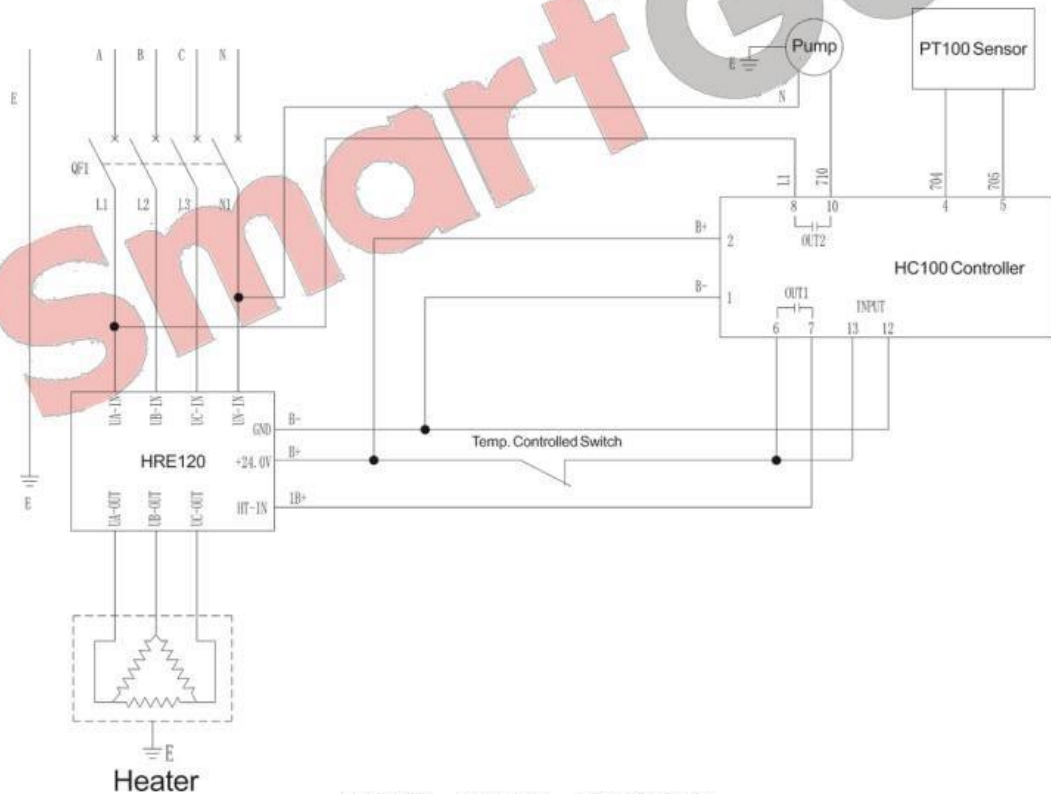 SmartG
A B C N
E
QF1
L1 L2 L3 N1
E
Pump
N
PT100 Sensor
L1 710 704 705
8 10 4 5
OUT2
B+ 2
HC100 Controller
B- 1
OUT1 INPUT
6 7 13 12
UA-IN UB-IN UC-IN UN-IN
GND B-
Temp. Controlled Switch
HRE120
+24.0V B+
HT-IN 1B+
UA-OUT UB-OUT UC-OUT
E
E
Heater